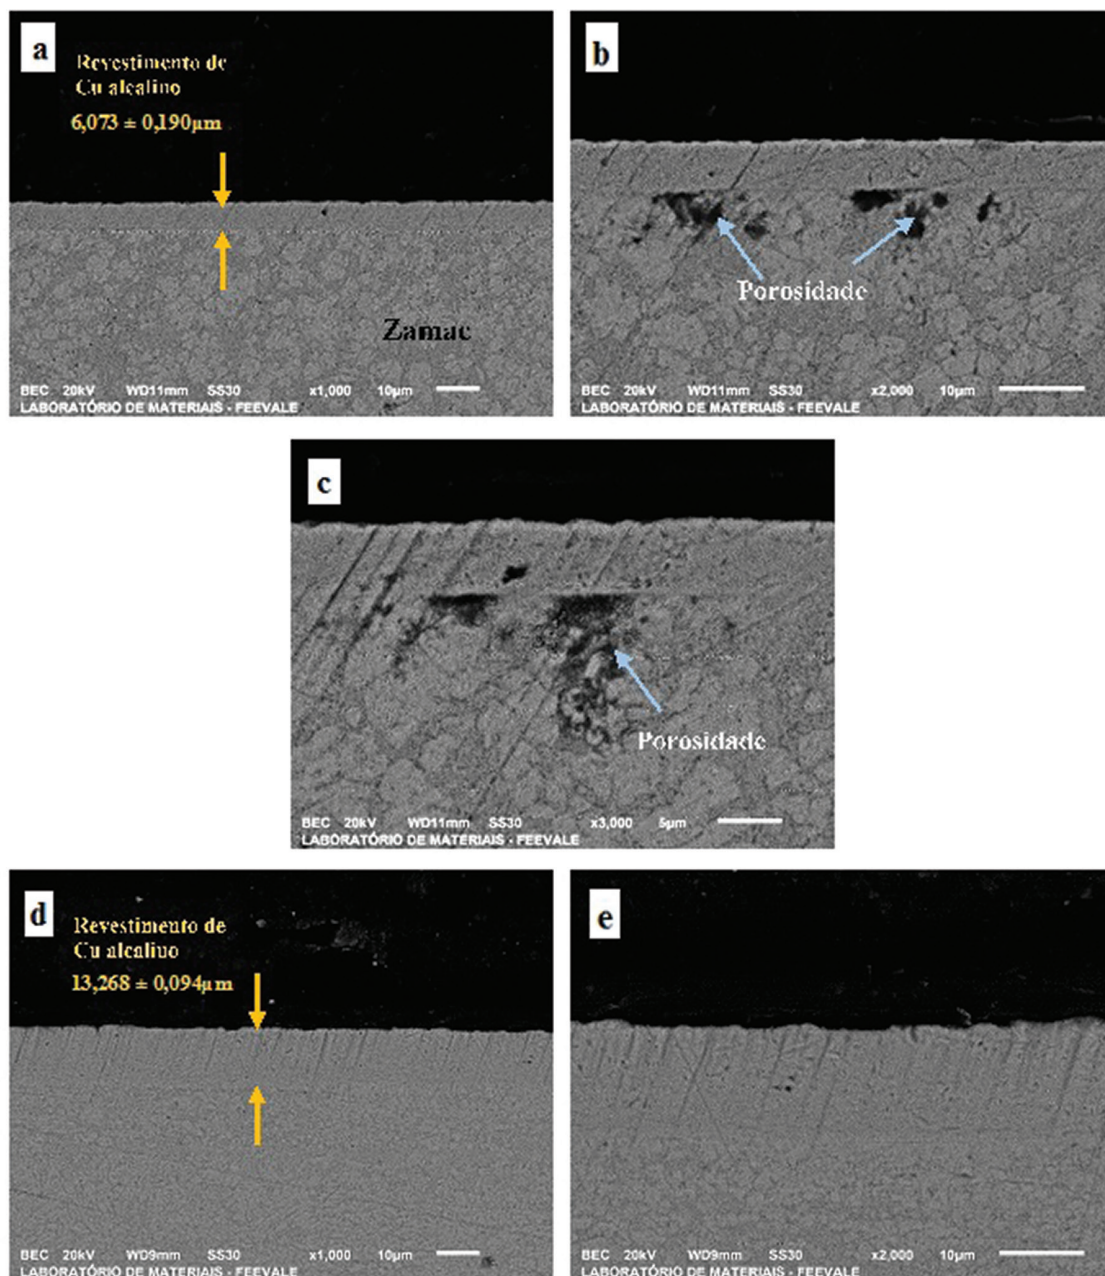 a
Revestimento de
Cu alcalino
6,073 ± 0,190µm
Zamac
BEC 20kV WD11mm SS30 x1,000 10µm
LABORATÓRIO DE MATERIAIS - FEEVALE
b
Porosidade
BEC 20kV WD11mm SS30 x2,000 10µm
LABORATÓRIO DE MATERIAIS - FEEVALE
c
Porosidade
BEC 20kV WD11mm SS30 x3,000 5µm
LABORATÓRIO DE MATERIAIS - FEEVALE
d
Revestimento de
Cu alcalino
13,268 ± 0,094µm
BEC 20kV WD9mm SS30 x1,000 10µm
LABORATÓRIO DE MATERIAIS - FEEVALE
e
BEC 20kV WD9mm SS30 x2,000 10µm
LABORATÓRIO DE MATERIAIS - FEEVALE